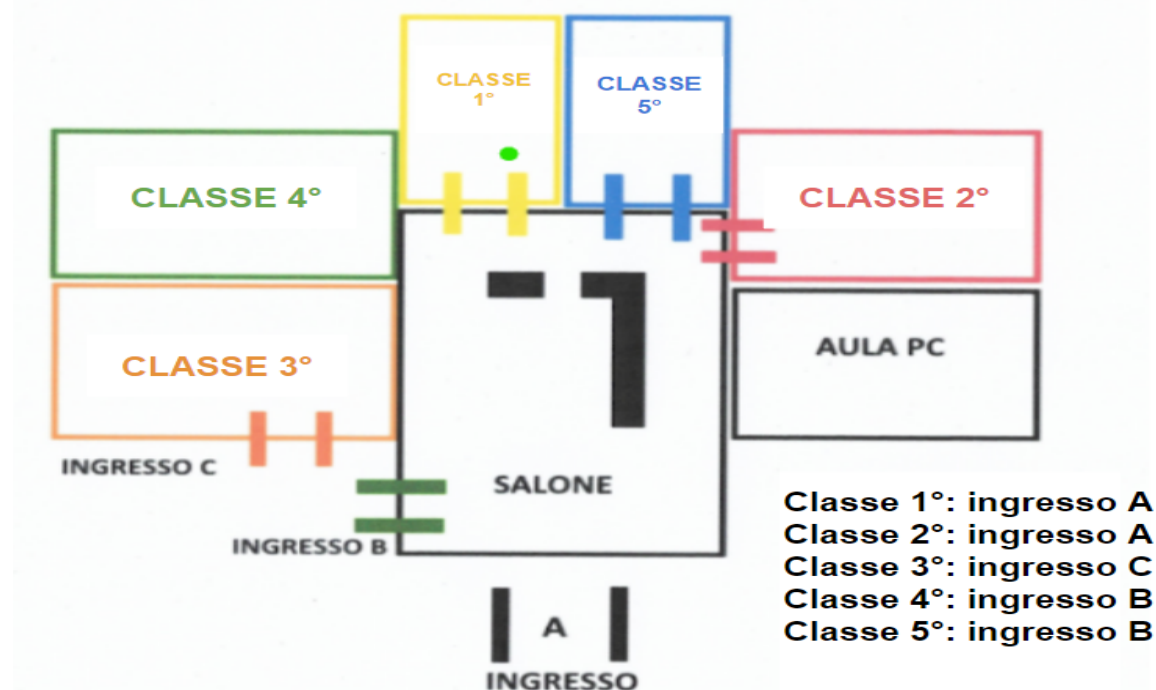 CLASSE
1°
CLASSE
5°
CLASSE 4°
CLASSE 2°
CLASSE 3°
AULA PC
INGRESSO C
SALONE
INGRESSO B
Classe 1°: ingresso A
Classe 2°: ingresso A
Classe 3°: ingresso C
Classe 4°: ingresso B
Classe 5°: ingresso B
A
INGRESSO